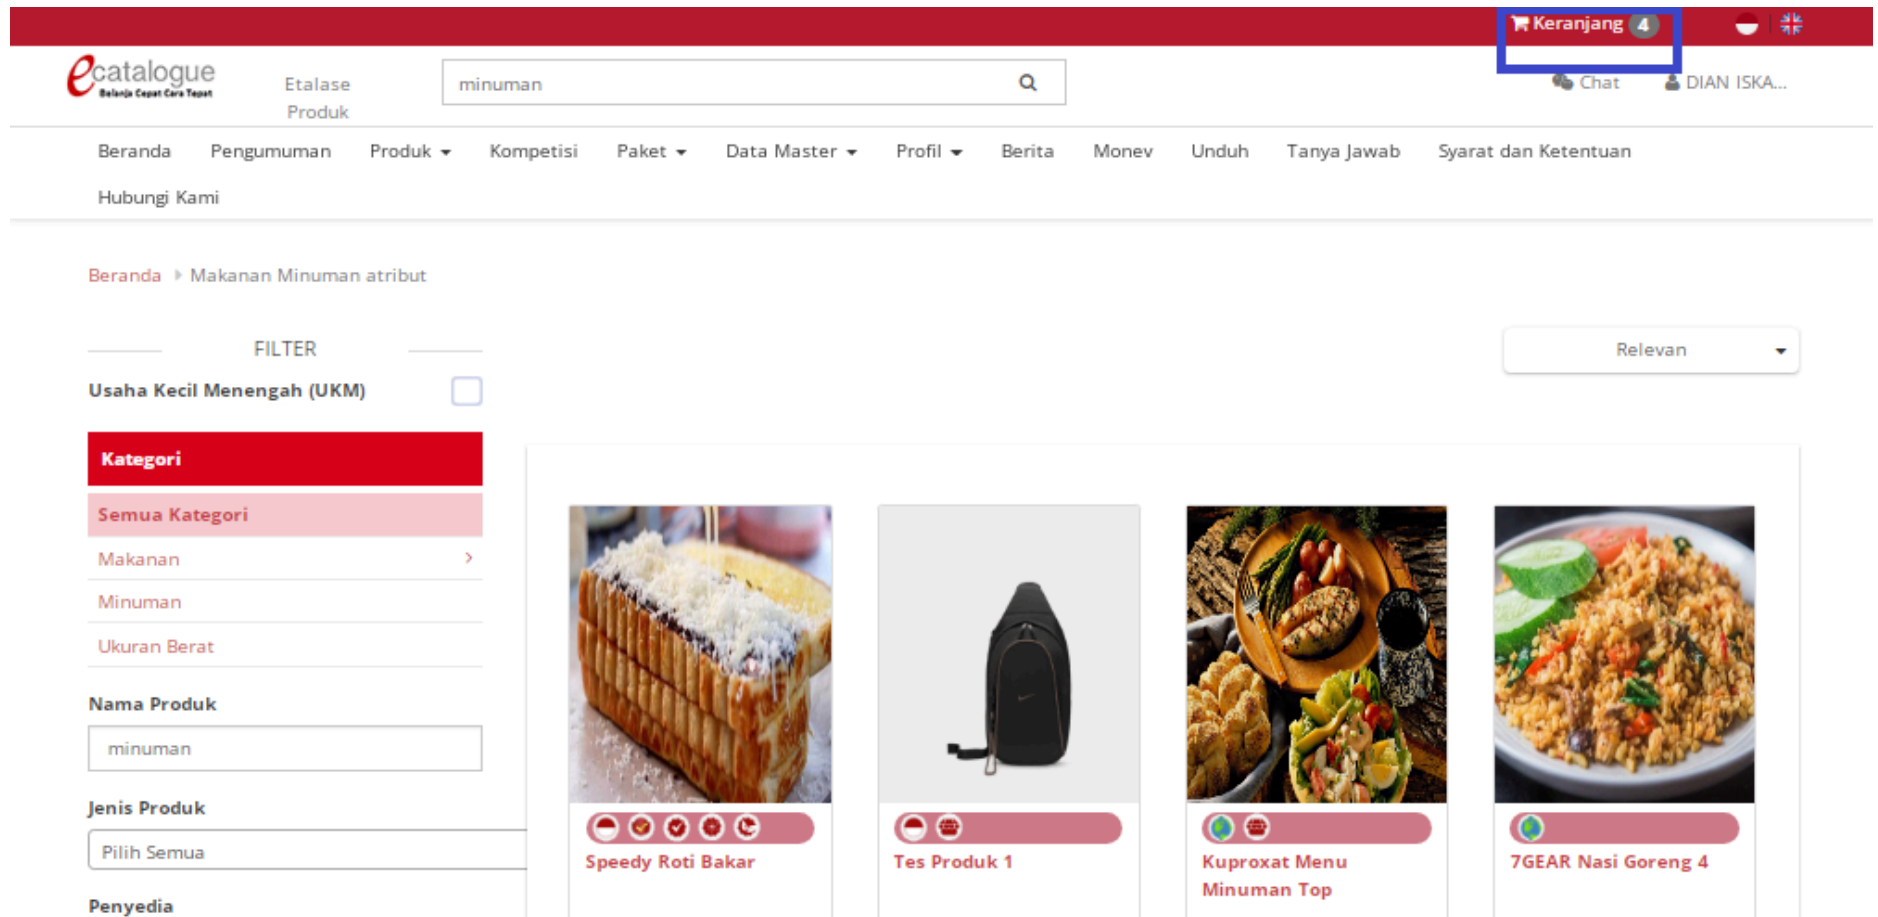 Keranjang 4
ecatalogue
Belanja Cepat Cara Tepat
Etalase
Produk
minuman
Chat
DIAN ISKA...
Beranda Pengumuman Produk Kompetisi Paket Data Master Profil Berita Monev Unduh Tanya Jawab Syarat dan Ketentuan
Hubungi Kami
Beranda Makanan Minuman atribut
FILTER
Relevan
Usaha Kecil Menengah (UKM)
Kategori
Semua Kategori
Makanan
Minuman
Ukuran Berat
Nama Produk
minuman
Jenis Produk
Pilih Semua
Penyedia
Speedy Roti Bakar
Tes Produk 1
Kuproxat Menu
Minuman Top
7GEAR Nasi Goreng 4